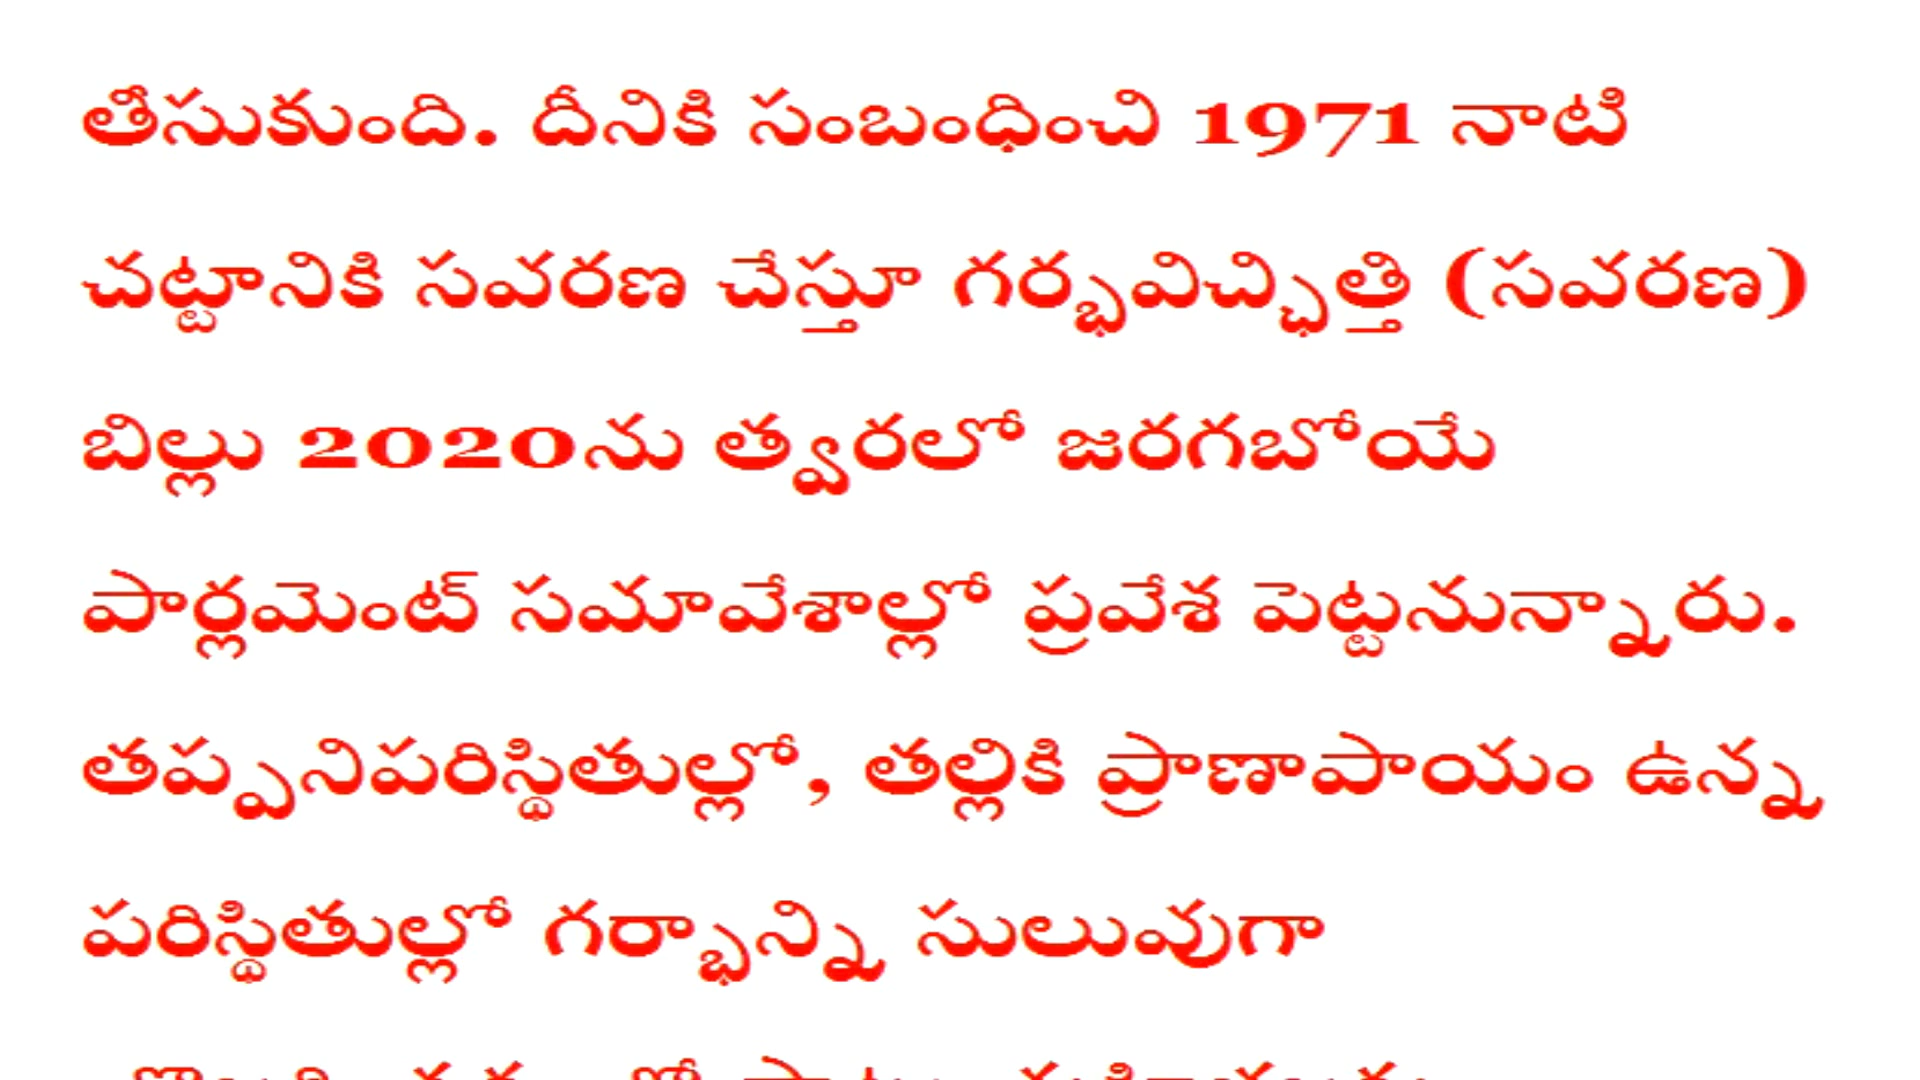 తీసుకుంది. దీనికి సంబంధించి 1971 నాటి
చట్టానికి సవరణ చేస్తూ గర్భవిచ్ఛిత్తి (సవరణ)
బిల్లు 2020ను త్వరలో జరగబోయే
పార్లమెంట్ సమావేశాల్లో ప్రవేశ పెట్టనున్నారు.
తప్పనిపరిస్థితుల్లో, తల్లికి ప్రాణాపాయం ఉన్న
పరిస్థితుల్లో గర్భాన్ని సులువుగా